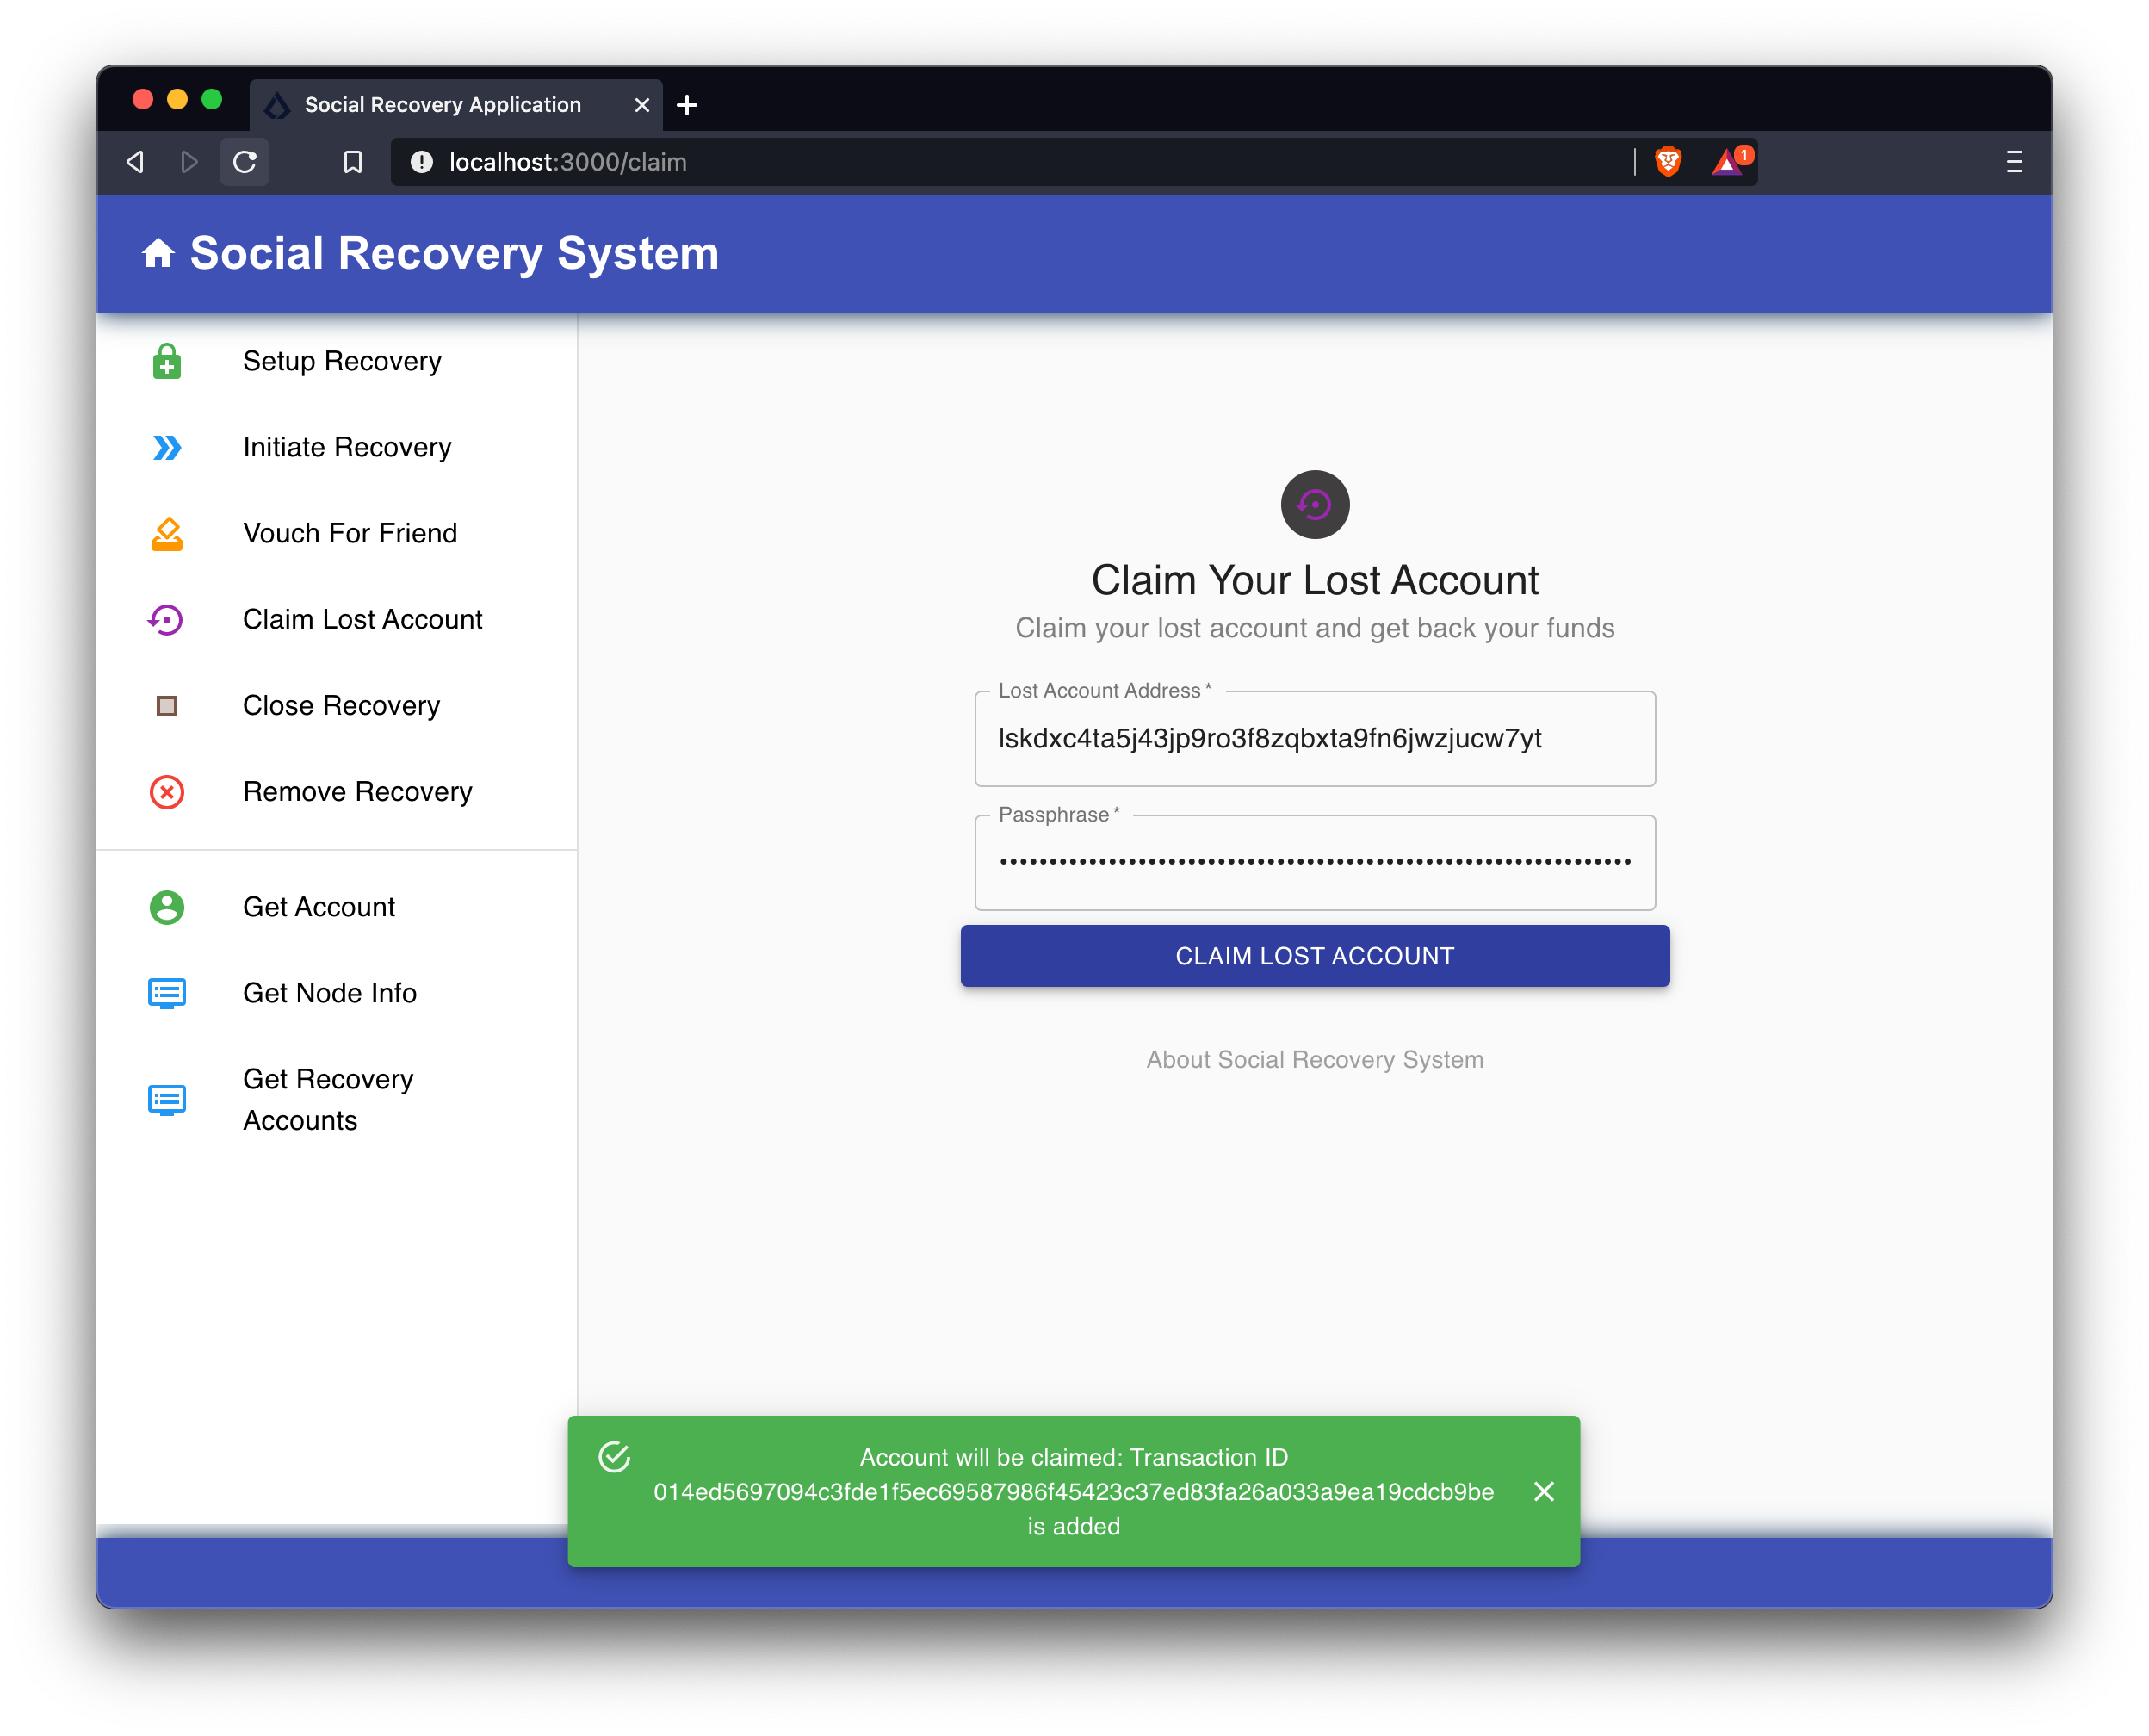 Social Recovery Application
localhost:3000/claim
1
Social Recovery System
Setup Recovery
Initiate Recovery
Vouch For Friend
Claim Lost Account
Close Recovery
Remove Recovery
Get Account
Get Node Info
Get Recovery
Accounts
Claim Your Lost Account
Claim your lost account and get back your funds
Lost Account Address *
lskdxc4ta5j43jp9ro3f8zqbxta9fn6jwzjucw7yt
Passphrase *
CLAIM LOST ACCOUNT
About Social Recovery System
Account will be claimed: Transaction ID
014ed5697094c3fde1f5ec69587986f45423c37ed83fa26a033a9ea19cdcb9be
is added